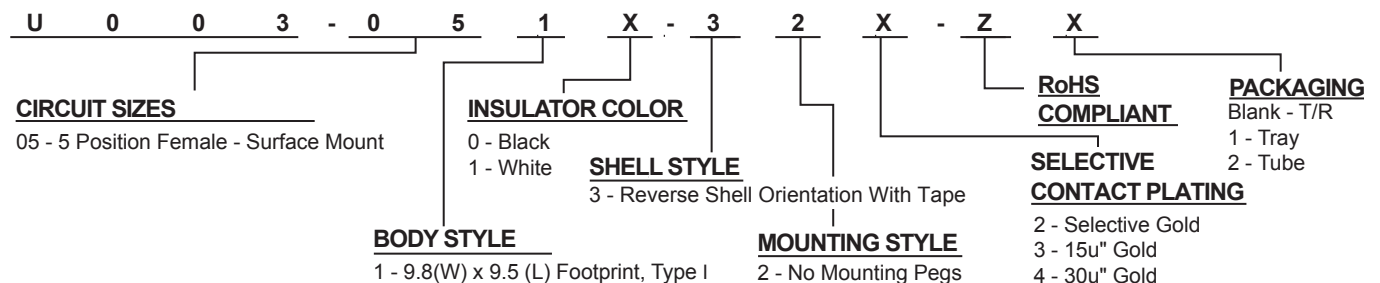 U 0 0 3 - 0 5 1 X - 3 2 X - Z X
CIRCUIT SIZES
05 - 5 Position Female - Surface Mount
BODY STYLE
1 - 9.8(W) x 9.5 (L) Footprint, Type I
INSULATOR COLOR
0 - Black
1 - White
SHELL STYLE
3 - Reverse Shell Orientation With Tape
MOUNTING STYLE
2 - No Mounting Pegs
SELECTIVE
CONTACT PLATING
2 - Selective Gold
3 - 15u" Gold
4 - 30u" Gold
RoHS
COMPLIANT
PACKAGING
Blank - T/R
1 - Tray
2 - Tube